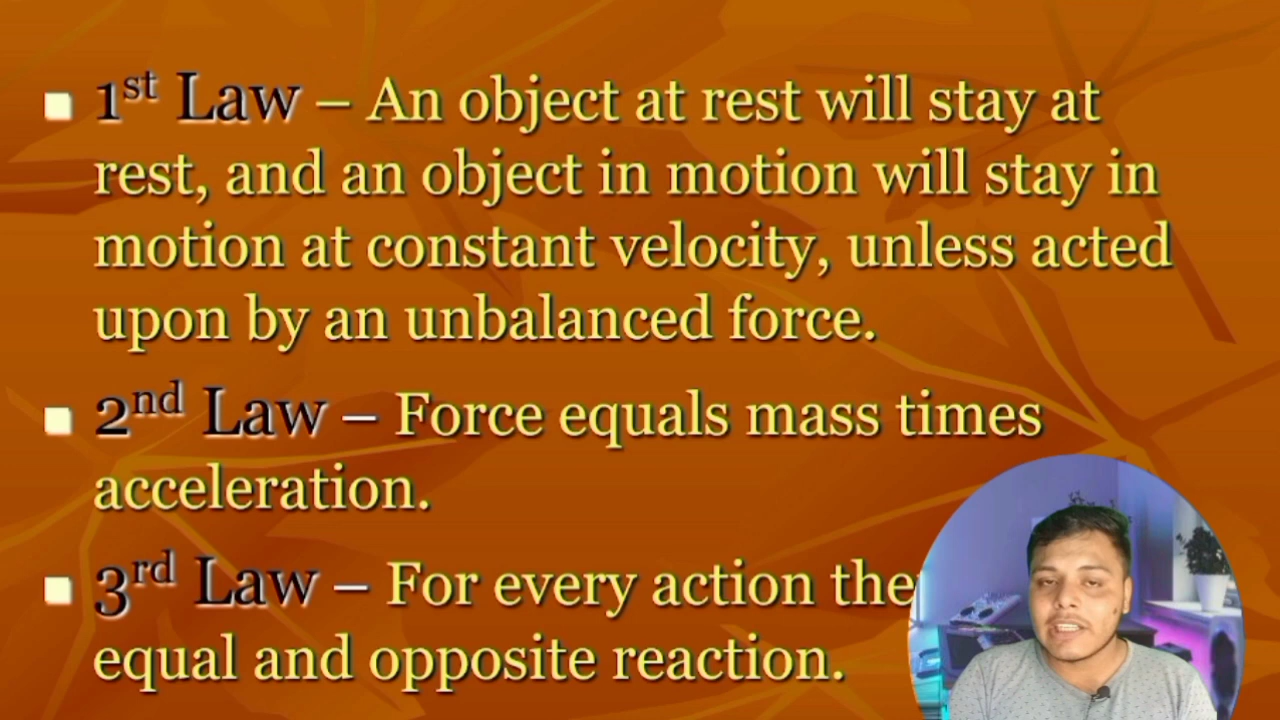 1st Law – An object at rest will stay at
rest, and an object in motion will stay in
motion at constant velocity, unless acted
upon by an unbalanced force.
2nd Law – Force equals mass times
acceleration.
3rd Law – For every action
equal and opposite reaction.